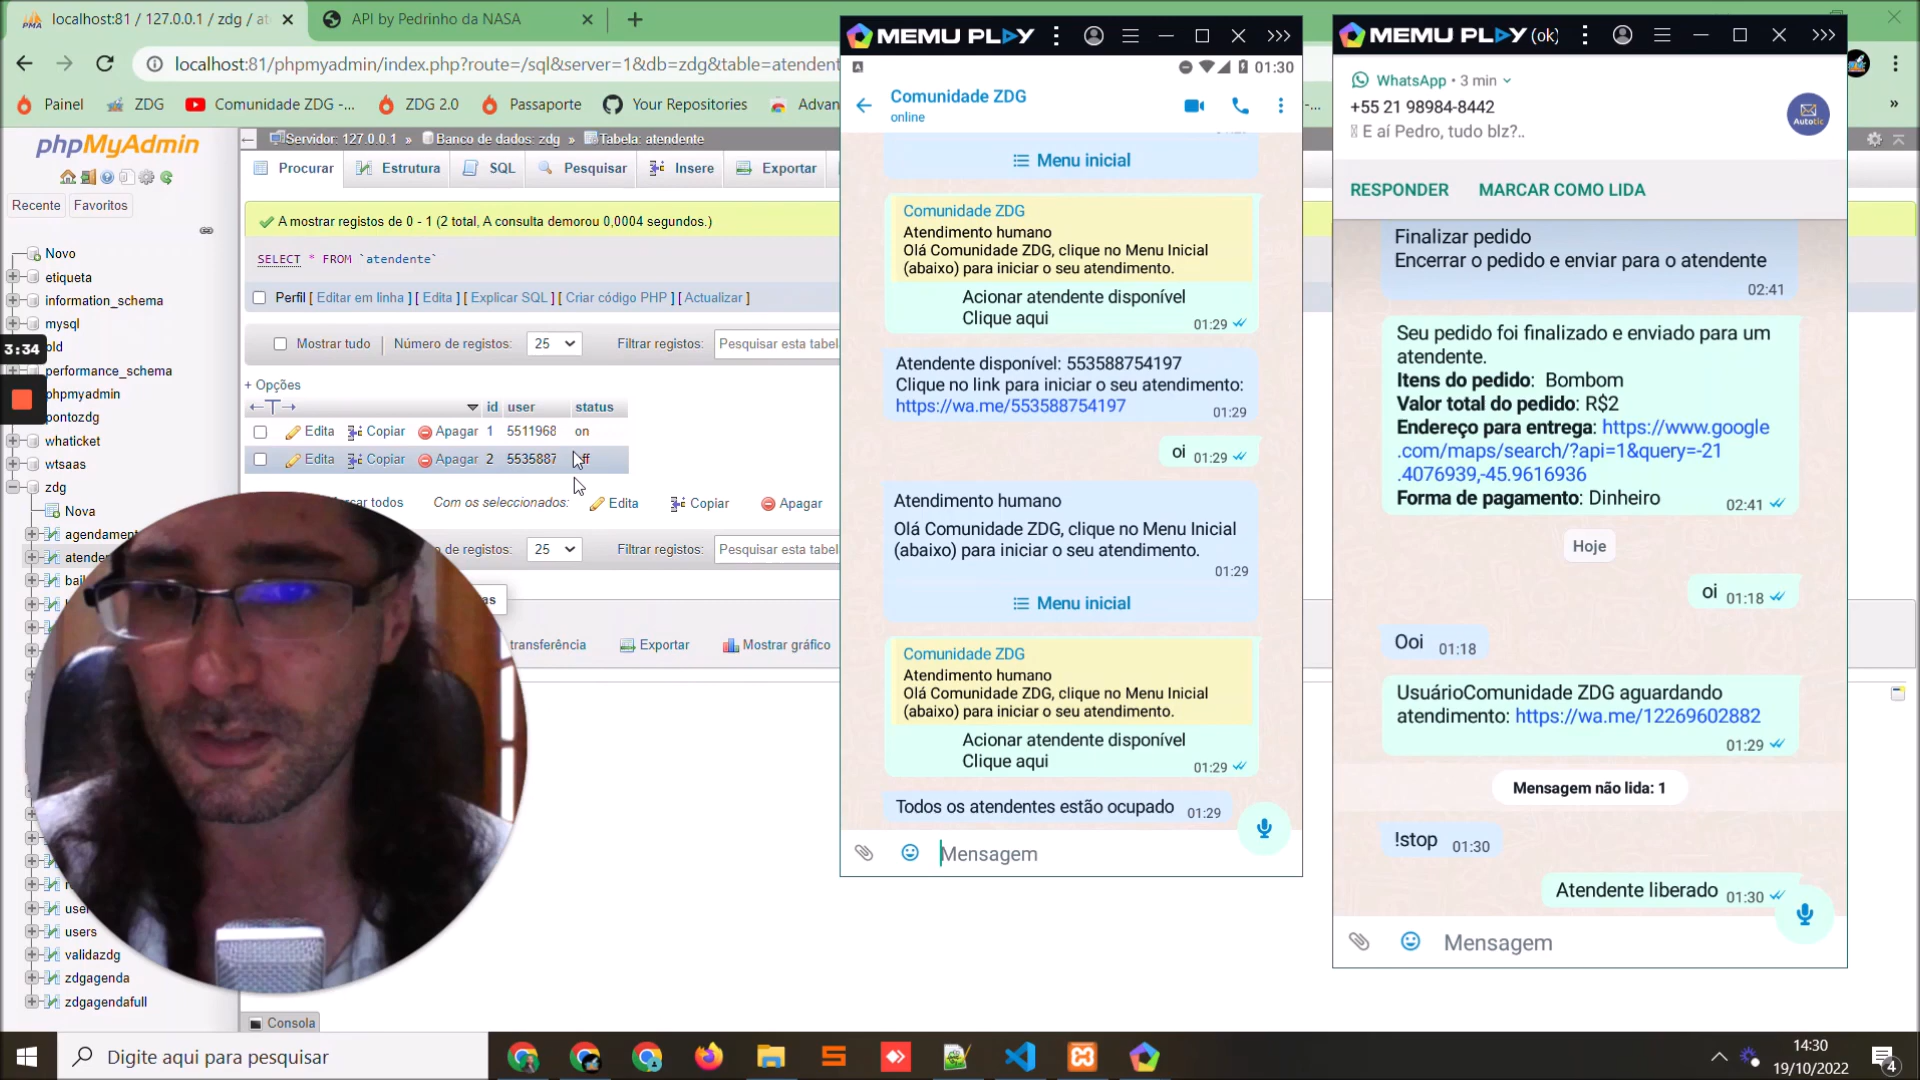 localhost:81 / 127.0.0.1 / zdg / ate
API by Pedrinho da NASA
localhost:81/phpmyadmin/index.php?route=/sql&server=1&db=zdg&table=atendent
Painel
ZDG
Comunidade ZDG -...
ZDG 2.0
Passaporte
Your Repositories
phpMyAdmin
Recente
Favoritos
Novo
etiqueta
information_schema
mysql
old
performance_schema
phpmyadmin
pontozdg
whaticket
wtsaas
zdg
Nova
users
validazdg
zdgagenda
zdgagendafull
3:34
Servidor: 127.0.0.1 » Banco de dados: zdg » Tabela: atendente
Procurar
Estrutura
SQL
Pesquisar
Insere
Exportar
A mostrar registos de 0 - 1 (2 total, A consulta demorou 0,0004 segundos.)
SELECT * FROM `atendente`
Perfil [ Editar em linha ] [ Edita ] [ Explicar SQL ] [ Criar código PHP ] [ Actualizar ]
Mostrar tudo
Número de registos:
25
Filtrar registos:
Pesquisar esta tabel
+ Opções
id user status
Edita Copiar Apagar 1 5511968 on
Edita Copiar Apagar 2 5535887
Com os seleccionados:
Edita
Copiar
Apagar
25
Filtrar registos:
Pesquisar esta tabel
transferência
Exportar
Mostrar gráfico
Consola
MEMU PLAY
01:30
Comunidade ZDG
online
Menu inicial
Comunidade ZDG
Atendimento humano
Olá Comunidade ZDG, clique no Menu Inicial
(abaixo) para iniciar o seu atendimento.
Acionar atendente disponível
Clique aqui
01:29
Atendente disponível: 553588754197
Clique no link para iniciar o seu atendimento:
https://wa.me/553588754197
01:29
oi 01:29
Atendimento humano
Olá Comunidade ZDG, clique no Menu Inicial
(abaixo) para iniciar o seu atendimento.
01:29
Menu inicial
Comunidade ZDG
Atendimento humano
Olá Comunidade ZDG, clique no Menu Inicial
(abaixo) para iniciar o seu atendimento.
Acionar atendente disponível
Clique aqui
01:29
Todos os atendentes estão ocupado 01:29
Mensagem
MEMU PLAY (ok)
WhatsApp • 3 min
+55 21 98984-8442
E aí Pedro, tudo blz?..
Autotic
RESPONDER
MARCAR COMO LIDA
Finalizar pedido
Encerrar o pedido e enviar para o atendente
02:41
Seu pedido foi finalizado e enviado para um
atendente.
Itens do pedido: Bombom
Valor total do pedido: R$2
Endereço para entrega: https://www.google
.com/maps/search/?api=1&query=-21
.4076939,-45.9616936
Forma de pagamento: Dinheiro
02:41
Hoje
oi 01:18
Ooi 01:18
UsuárioComunidade ZDG aguardando
atendimento: https://wa.me/12269602882
01:29
Mensagem não lida: 1
!stop 01:30
Atendente liberado 01:30
Mensagem
Digite aqui para pesquisar
14:30
19/10/2022
4